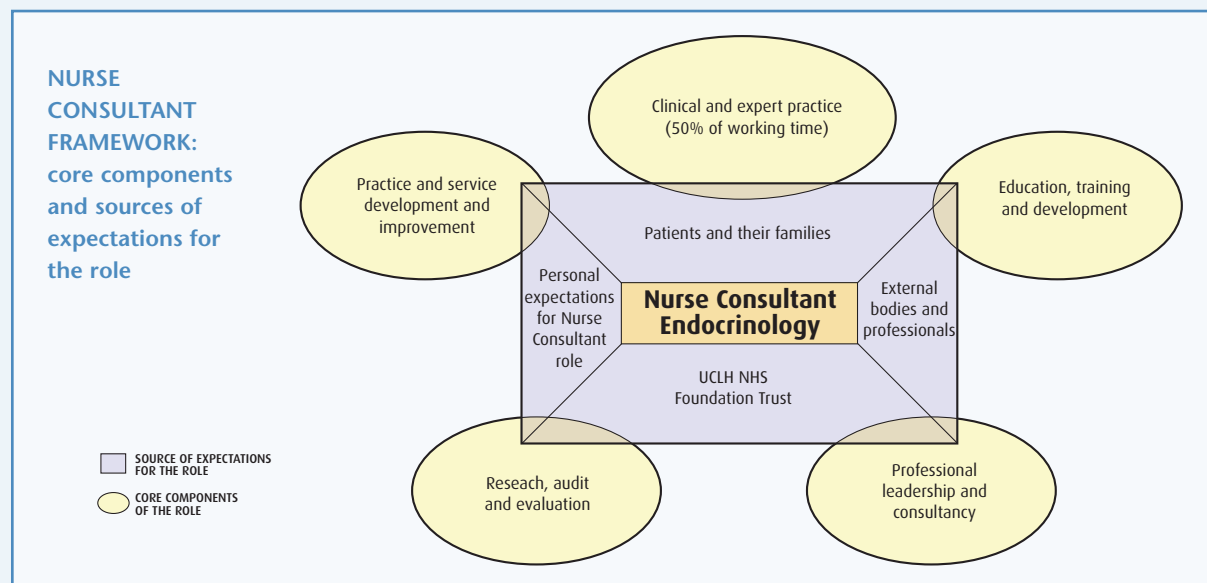 NURSE
CONSULTANT
FRAMEWORK:
core components
and sources of
expectations for
the role
Clinical and expert practice
(50% of working time)
Practice and service
development and
improvement
Education, training
and development
Patients and their families
Personal
expectations
for Nurse
Consultant
role
Nurse Consultant
Endocrinology
External
bodies and
professionals
UCLH NHS
Foundation Trust
Reseach, audit
and evaluation
Professional
leadership and
consultancy
SOURCE OF EXPECTATIONS
FOR THE ROLE
CORE COMPONENTS
OF THE ROLE